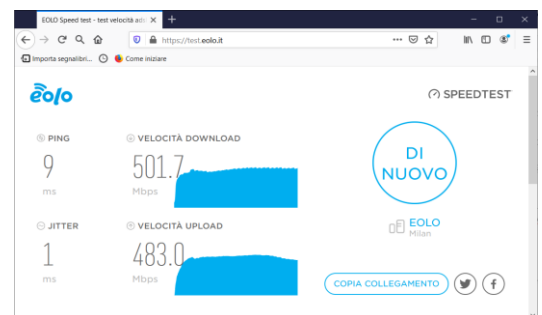 EOLO Speed test - test velocità ads
https://test.eolo.it
Importa segnalibri...
Come iniziare
eolo
SPEEDTEST
PING
9
ms
VELOCITÀ DOWNLOAD
501.7
Mbps
DI
NUOVO
JITTER
1
ms
VELOCITÀ UPLOAD
483.0
Mbps
EOLO
Milan
COPIA COLLEGAMENTO